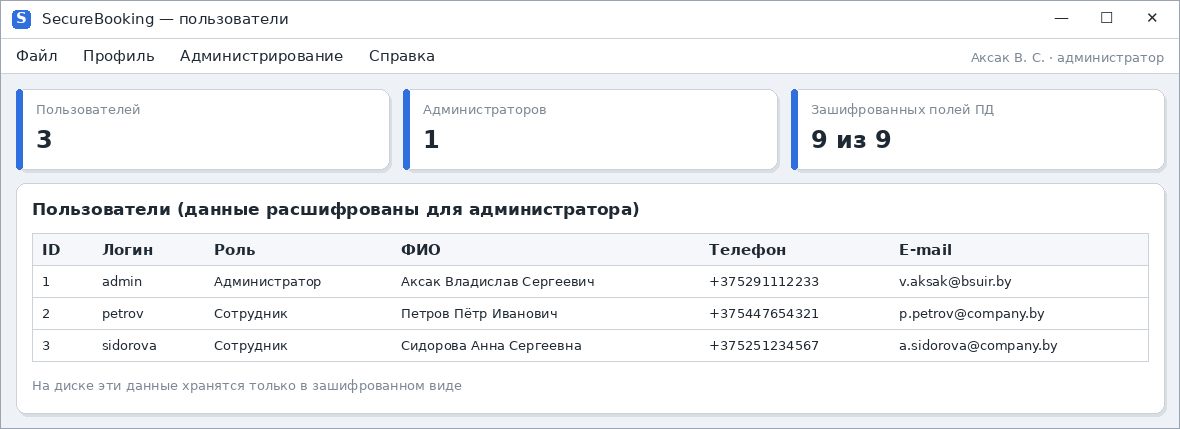 S SecureBooking — пользователи
Файл Профиль Администрирование Справка Аксак В. С. · администратор
Пользователей Администраторов Зашифрованных полей ПД
3 1 9 из 9
Пользователи (данные расшифрованы для администратора)
ID Логин Роль ФИО Телефон E-mail
1 admin Администратор Аксак Владислав Сергеевич +375291112233 v.aksak@bsuir.by
2 petrov Сотрудник Петров Пётр Иванович +375447654321 p.petrov@company.by
3 sidorova Сотрудник Сидорова Анна Сергеевна +375251234567 a.sidorova@company.by
На диске эти данные хранятся только в зашифрованном виде